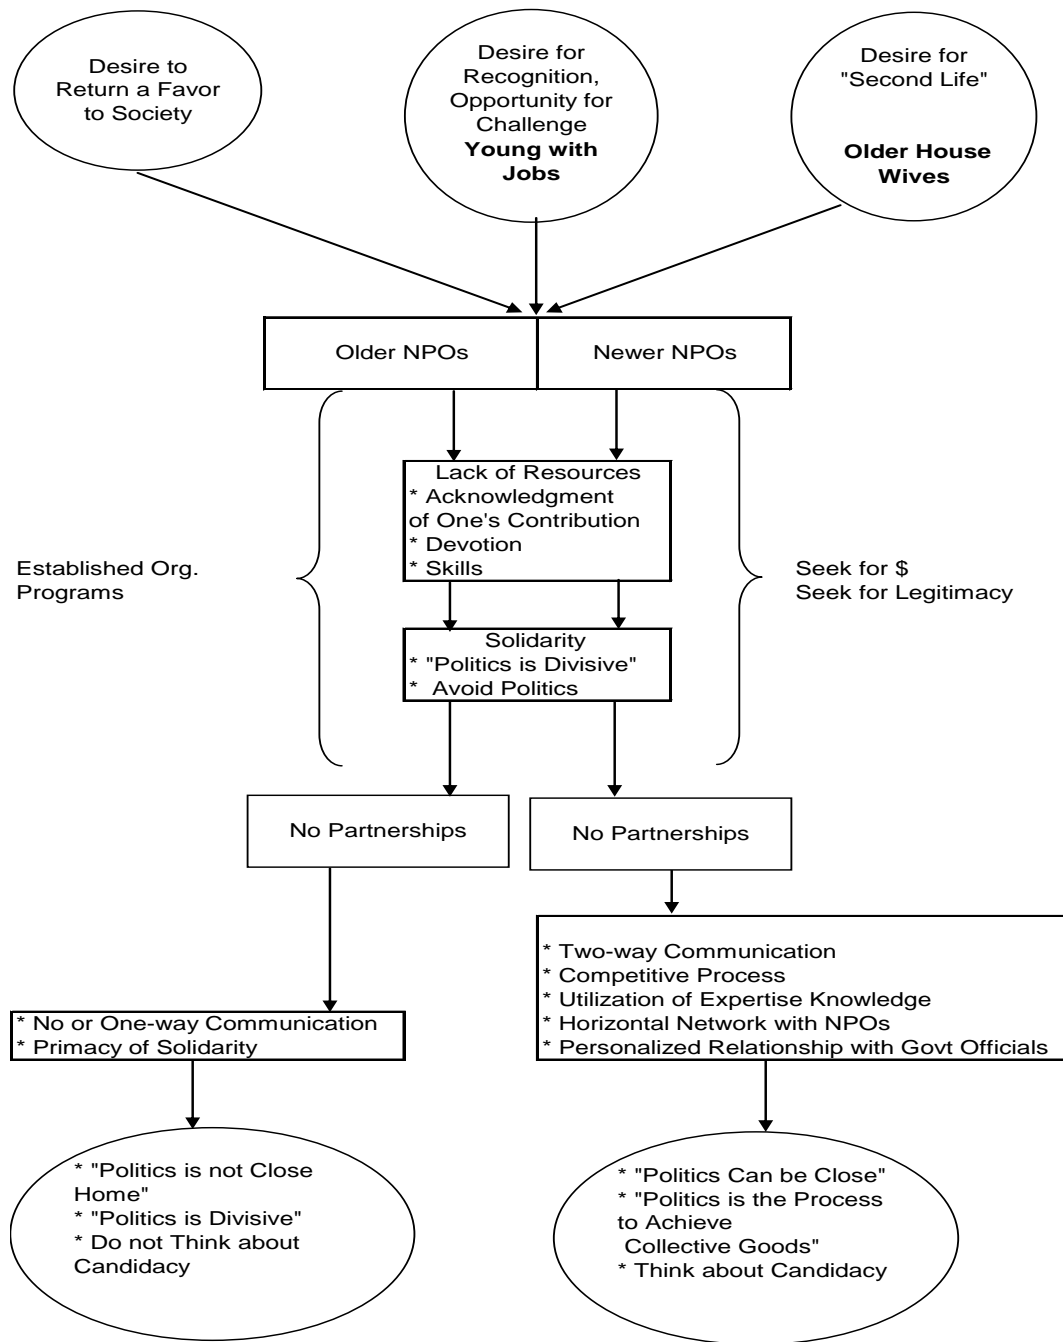 Desire to
Return a Favor
to Society
Desire for
Recognition,
Opportunity for
Challenge
Young with
Jobs
Desire for
"Second Life"
Older House
Wives
Older NPOs
Newer NPOs
Lack of Resources
* Acknowledgment
of One's Contribution
* Devotion
* Skills
Established Org.
Programs
Seek for $
Seek for Legitimacy
Solidarity
* "Politics is Divisive"
* Avoid Politics
No Partnerships
No Partnerships
* No or One-way Communication
* Primacy of Solidarity
* Two-way Communication
* Competitive Process
* Utilization of Expertise Knowledge
* Horizontal Network with NPOs
* Personalized Relationship with Govt Officials
* "Politics is not Close
Home"
* "Politics is Divisive"
* Do not Think about
Candidacy
* "Politics Can be Close"
* "Politics is the Process
to Achieve
Collective Goods"
* Think about Candidacy